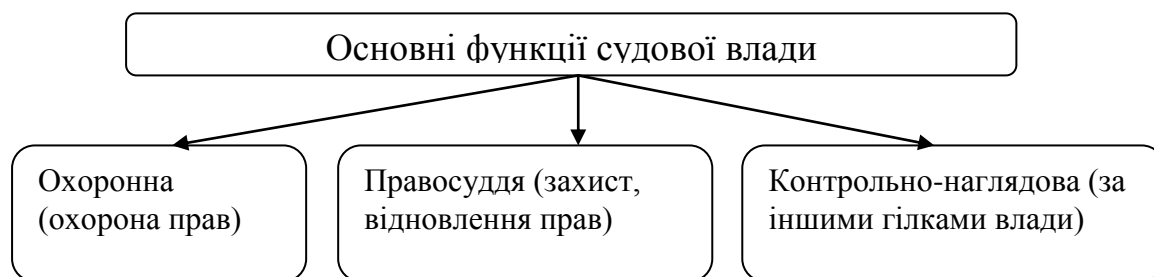 Основні функції судової влади
Охоронна
(охорона прав)
Правосуддя (захист,
відновлення прав)
Контрольно-наглядова (за
іншими гілками влади)